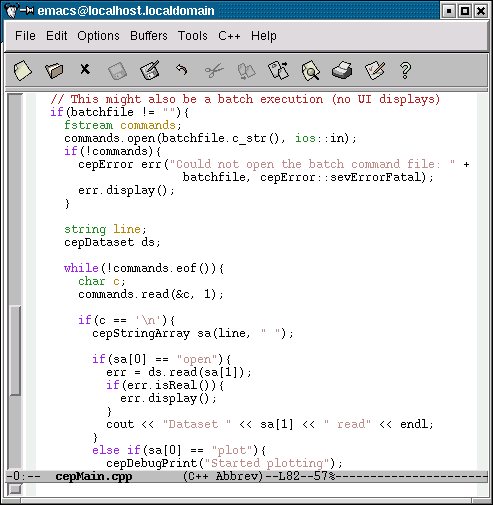 emacs@localhost.localdomain
File Edit Options Buffers Tools C++ Help
// This might also be a batch execution (no UI displays)
if(batchfile != ""){
fstream commands;
commands.open(batchfile.c_str(), ios::in);
if(!commands){
cepError err("Could not open the batch command file: " +
batchfile, cepError::sevErrorFatal);
err.display();
}
string line;
cepDataset ds;
while(!commands.eof()){
char c;
commands.read(&c, 1);
if(c == '\n'){
cepStringArray sa(line, " ");
if(sa[0] == "open"){
err = ds.read(sa[1]);
if(err.isReal()){
err.display();
}
cout << "Dataset " << sa[1] << " read" << endl;
}
else if(sa[0] == "plot"){
cepDebugPrint("Started plotting");
-0:-- cepMain.cpp (C++ Abbrev)--L82--57%--------------------------